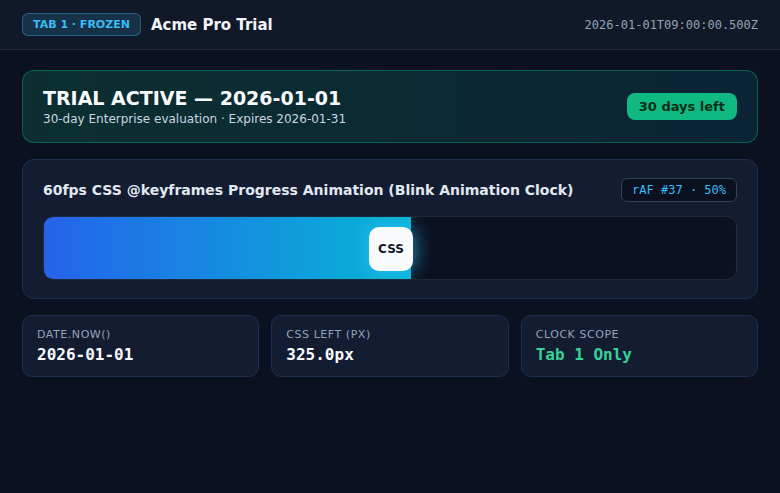 TAB 1 · FROZEN Acme Pro Trial 2026-01-01T09:00:00.500Z
TRIAL ACTIVE — 2026-01-01
30-day Enterprise evaluation · Expires 2026-01-31
30 days left
60fps CSS @keyframes Progress Animation (Blink Animation Clock) rAF #37 · 50%
CSS
DATE.NOW()
2026-01-01
CSS LEFT (PX)
325.0px
CLOCK SCOPE
Tab 1 Only